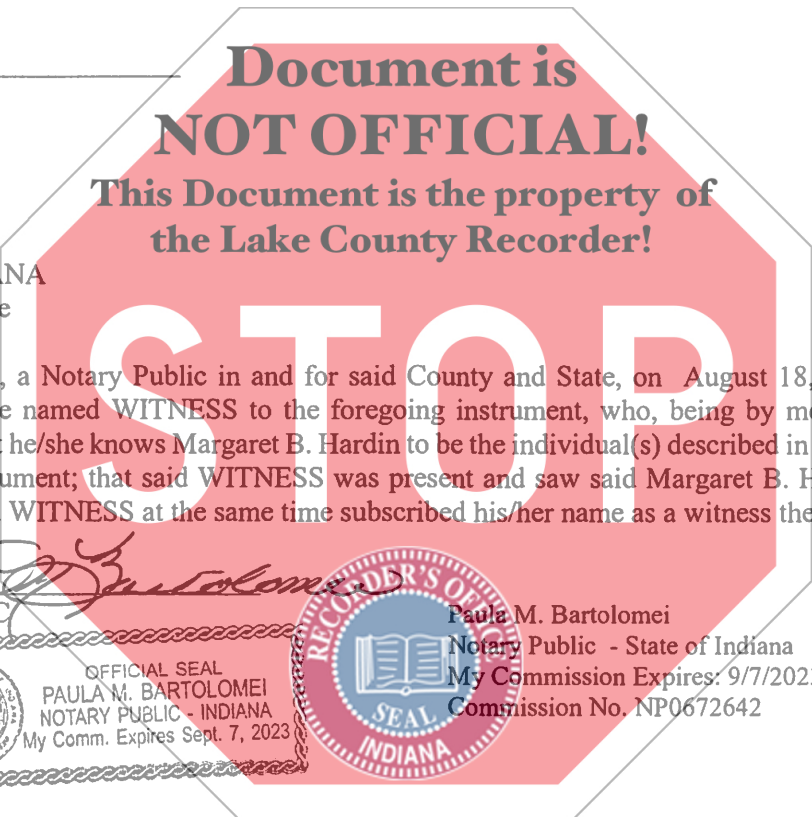 Document is
NOT OFFICIAL!
This Document is the property of
the Lake County Recorder!
STOP
, a Notary Public in and for said County and State, on August 18,
named WITNESS to the foregoing instrument, who, being by
he/she knows Margaret B. Hardin to be the individual(s) described in
that said WITNESS was present and saw said Margaret B.
WITNESS at the same time subscribed his/her name as a witness
Bartolomei
RECORDER'S OFFICE
SEAL
INDIANA
Paula M. Bartolomei
Notary Public - State of Indiana
My Commission Expires: 9/7/202
Commission No. NP0672642
OFFICIAL SEAL
PAULA M. BARTOLOMEI
NOTARY PUBLIC - INDIANA
My Comm. Expires Sept. 7, 2023